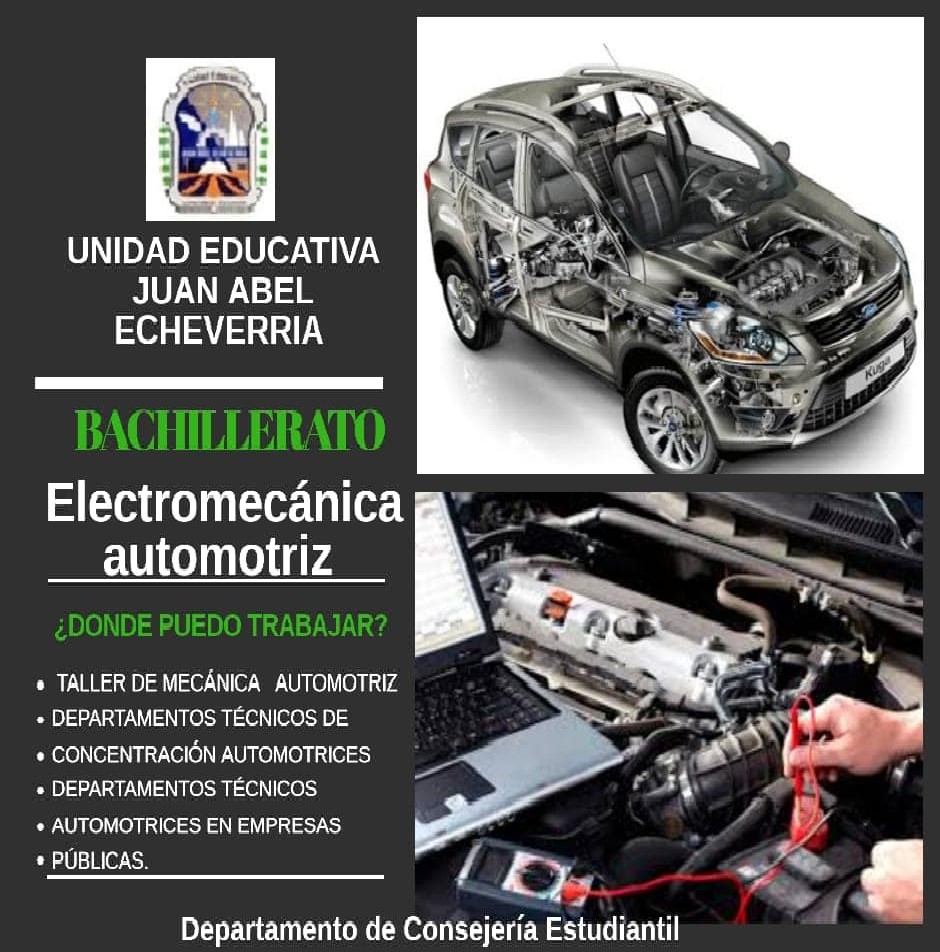 UNIDAD EDUCATIVA
JUAN ABEL
ECHEVERRIA
BACHILLERATO
Electromecánica
automotriz
¿DONDE PUEDO TRABAJAR?
• TALLER DE MECÁNICA AUTOMOTRIZ
• DEPARTAMENTOS TÉCNICOS DE
• CONCENTRACIÓN AUTOMOTRICES
• DEPARTAMENTOS TÉCNICOS
• AUTOMOTRICES EN EMPRESAS
• PÚBLICAS.
Kuga
Departamento de Consejería Estudiantil